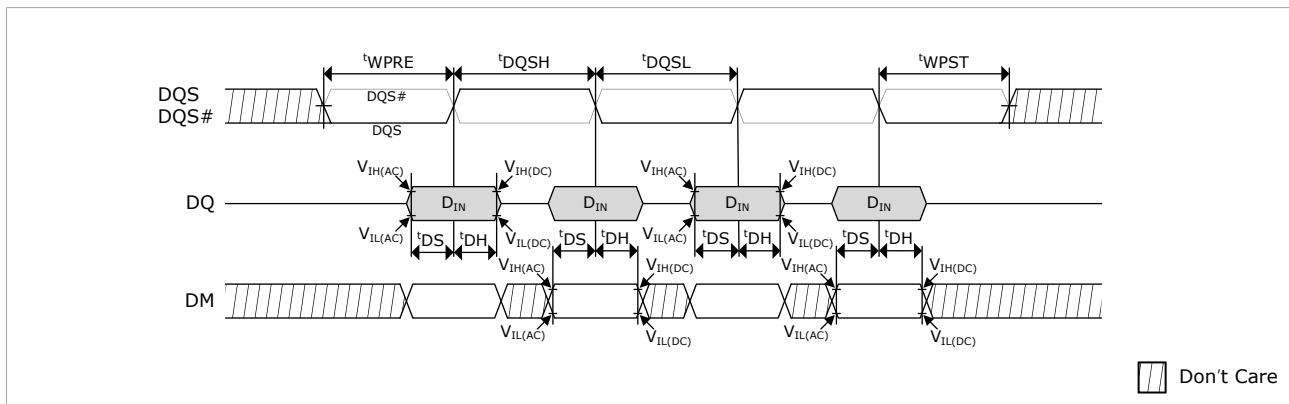 tWPRE tDQSH tDQSL tWPST
DQS
DQS#
DQS#
DQS
VIH(AC) VIH(DC) VIH(AC) VIH(DC)
DQ DIN DIN DIN DIN
VIL(AC) VIL(DC) VIL(AC) VIL(DC)
tDS tDH tDS tDH tDS tDH tDS tDH
VIH(AC) VIH(DC) VIH(AC) VIH(DC)
DM
VIL(AC) VIL(DC) VIL(AC) VIL(DC)
Don't Care